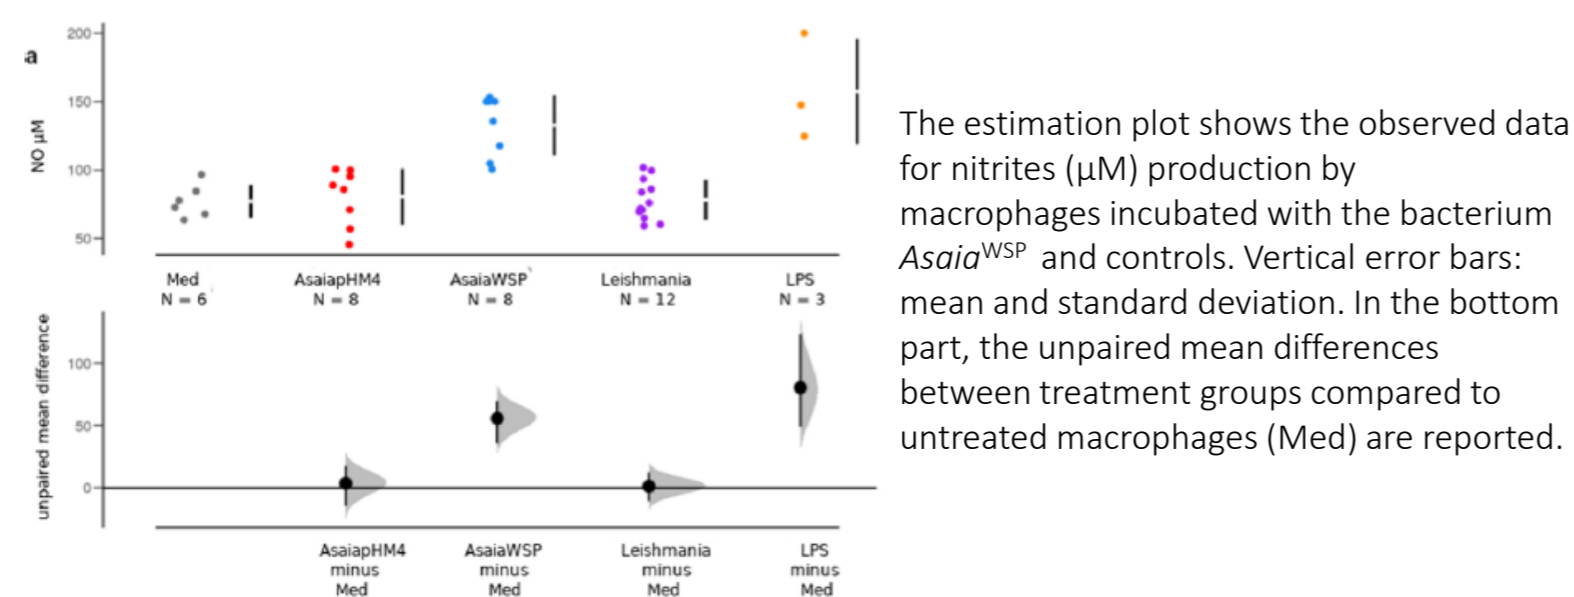 a
NO μM
200
150
100
50
Med AsaiapHM4 AsaiaWSP` Leishmania LPS
N = 6 N = 8 N = 8 N = 12 N = 3
unpaired mean difference
100
50
0
AsaiapHM4 AsaiaWSP Leishmania LPS
minus minus minus minus
Med Med Med Med
The estimation plot shows the observed data
for nitrites (μM) production by
macrophages incubated with the bacterium
Asaiaᵂˢᴾ and controls. Vertical error bars:
mean and standard deviation. In the bottom
part, the unpaired mean differences
between treatment groups compared to
untreated macrophages (Med) are reported.